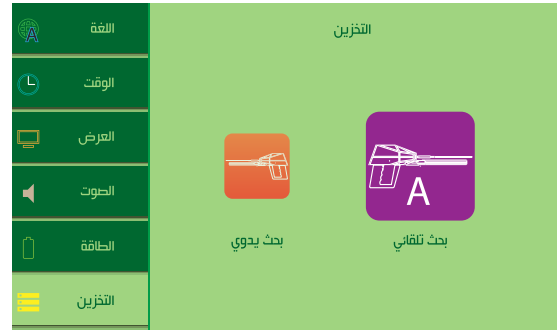 اللغة
الوقت
العرض
الصوت
الطاقة
التخزين
التخزين
A
بحث تلقائي
بحث يدوي